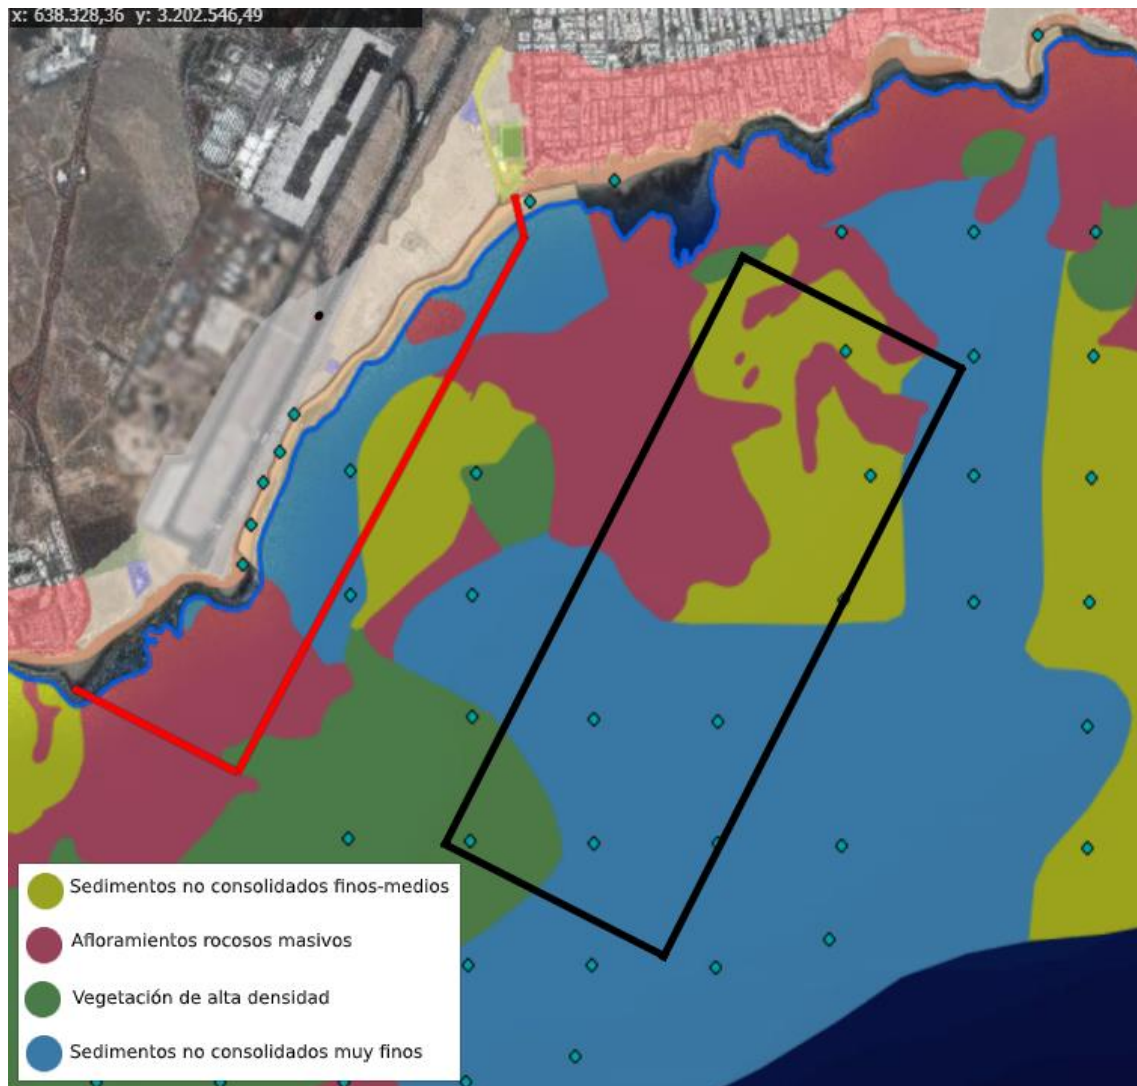 x: 638.328,36 y: 3.202.546,49
Sedimentos no consolidados finos-medios
Afloramientos rocosos masivos
Vegetación de alta densidad
Sedimentos no consolidados muy finos